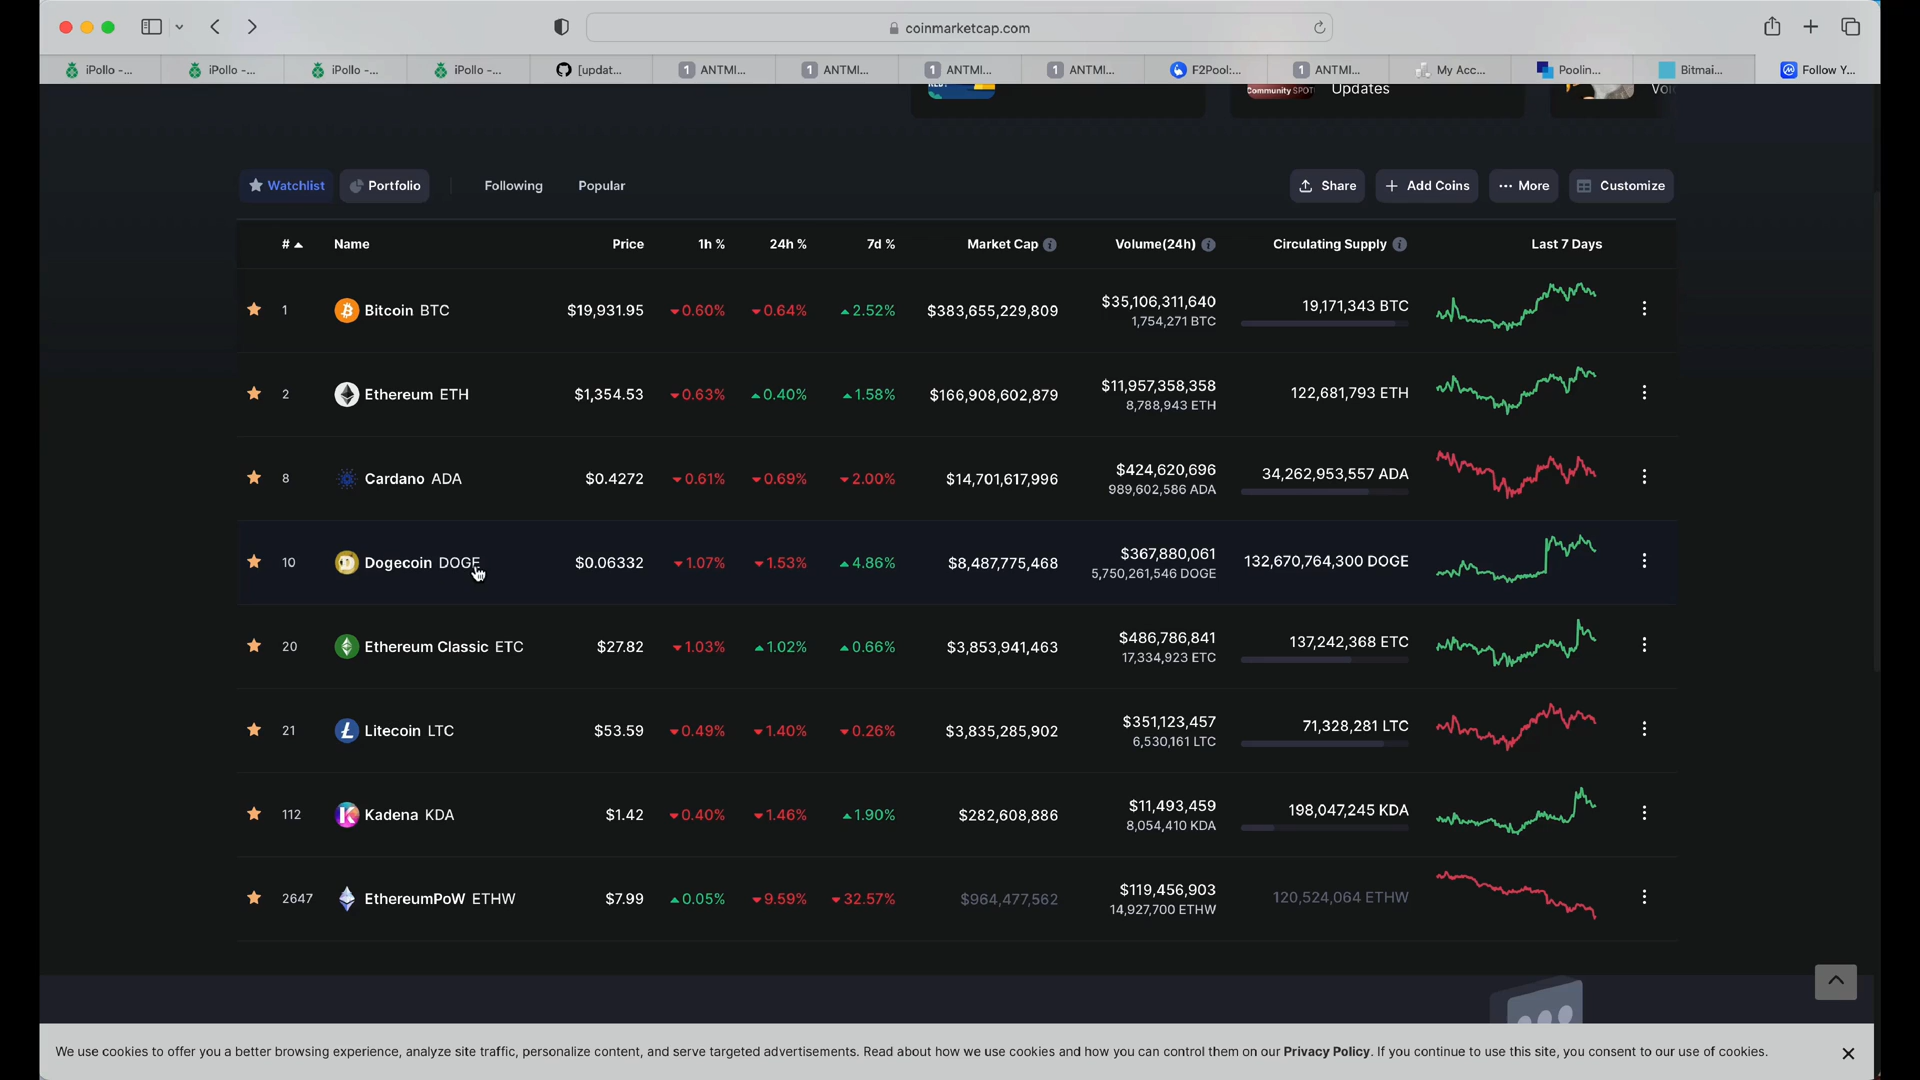 coinmarketcap.com
iPollo -... iPollo -... iPollo -... iPollo -... [updat... 1 ANTMI... 1 ANTMI... 1 ANTMI... 1 ANTMI... F2Pool:... 1 ANTMI... My Acc... Poolin... Bitmai... Follow Y...
Community SPOT Updates
Watchlist Portfolio Following Popular Share + Add Coins More Customize
# Name Price 1h % 24h % 7d % Market Cap Volume(24h) Circulating Supply Last 7 Days
1 Bitcoin BTC $19,931.95 0.60% 0.64% 2.52% $383,655,229,809 $35,106,311,640 19,171,343 BTC
1,754,271 BTC
2 Ethereum ETH $1,354.53 0.63% 0.40% 1.58% $166,908,602,879 $11,957,358,358 122,681,793 ETH
8,788,943 ETH
8 Cardano ADA $0.4272 0.61% 0.69% 2.00% $14,701,617,996 $424,620,696 34,262,953,557 ADA
989,602,586 ADA
10 Dogecoin DOGE $0.06332 1.07% 1.53% 4.86% $8,487,775,468 $367,880,061 132,670,764,300 DOGE
5,750,261,546 DOGE
20 Ethereum Classic ETC $27.82 1.03% 1.02% 0.66% $3,853,941,463 $486,786,841 137,242,368 ETC
17,334,923 ETC
21 Litecoin LTC $53.59 0.49% 1.40% 0.26% $3,835,285,902 $351,123,457 71,328,281 LTC
6,530,161 LTC
112 Kadena KDA $1.42 0.40% 1.46% 1.90% $282,608,886 $11,493,459 198,047,245 KDA
8,054,410 KDA
2647 EthereumPoW ETHW $7.99 0.05% 9.59% 32.57% $964,477,562 $119,456,903 120,524,064 ETHW
14,927,700 ETHW
We use cookies to offer you a better browsing experience, analyze site traffic, personalize content, and serve targeted advertisements. Read about how we use cookies and how you can control them on our Privacy Policy. If you continue to use this site, you consent to our use of cookies.